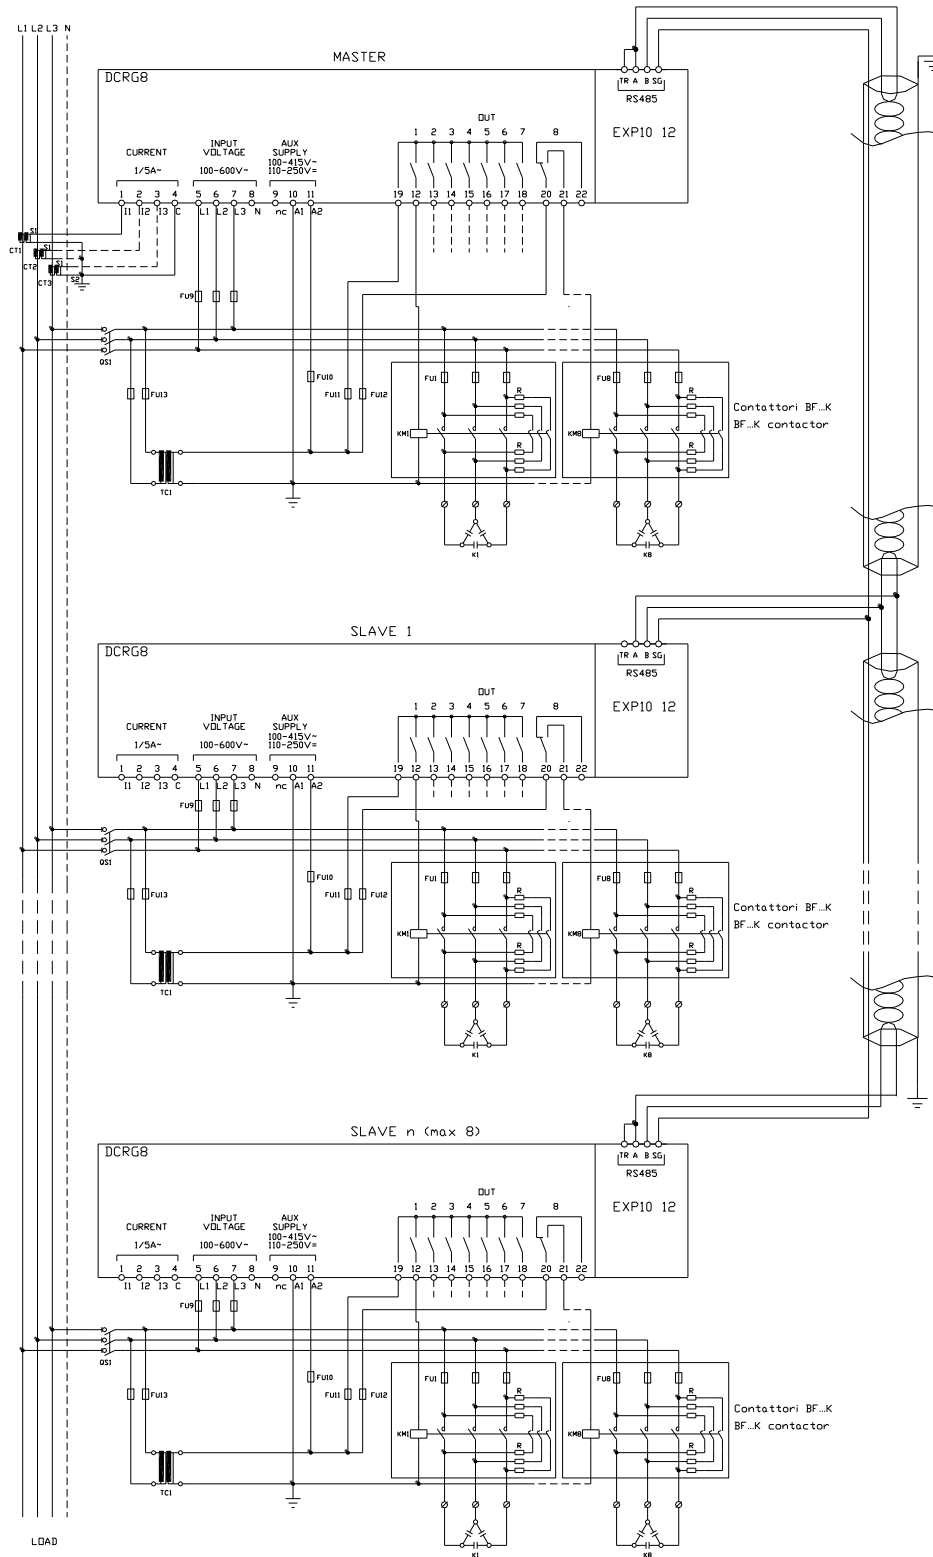 L1 L2 L3 N
MASTER
DCRG8
TR A B SG
RS485
EXP10 12
OUT
1 2 3 4 5 6 7 8
CURRENT
1/5A~
INPUT
VOLTAGE
100-600V~
AUX
SUPPLY
100-415V~
110-250V=
1 2 3 4 5 6 7 8 9 10 11 19 12 13 14 15 16 17 18 20 21 22
I1 I2 I3 C L1 L2 L3 N nc A1 A2
S1
CT1
S1
CT2
S1
CT3
S2
FU9
QS1
FU10
FU1
FU8
FU13
FU11
FU12
R
R
Contattori BF...K
BF...K contactor
KM1
KM8
R
R
TC1
K1
K8
SLAVE 1
DCRG8
TR A B SG
RS485
EXP10 12
OUT
1 2 3 4 5 6 7 8
CURRENT
1/5A~
INPUT
VOLTAGE
100-600V~
AUX
SUPPLY
100-415V~
110-250V=
1 2 3 4 5 6 7 8 9 10 11 19 12 13 14 15 16 17 18 20 21 22
I1 I2 I3 C L1 L2 L3 N nc A1 A2
FU9
QS1
FU10
FU1
FU8
FU13
FU11
FU12
R
R
Contattori BF...K
BF...K contactor
KM1
KM8
R
R
TC1
K1
K8
SLAVE n (max 8)
DCRG8
TR A B SG
RS485
EXP10 12
OUT
1 2 3 4 5 6 7 8
CURRENT
1/5A~
INPUT
VOLTAGE
100-600V~
AUX
SUPPLY
100-415V~
110-250V=
1 2 3 4 5 6 7 8 9 10 11 19 12 13 14 15 16 17 18 20 21 22
I1 I2 I3 C L1 L2 L3 N nc A1 A2
FU9
QS1
FU10
FU1
FU8
FU13
FU11
FU12
R
R
Contattori BF...K
BF...K contactor
KM1
KM8
R
R
TC1
LOAD
K1
K8